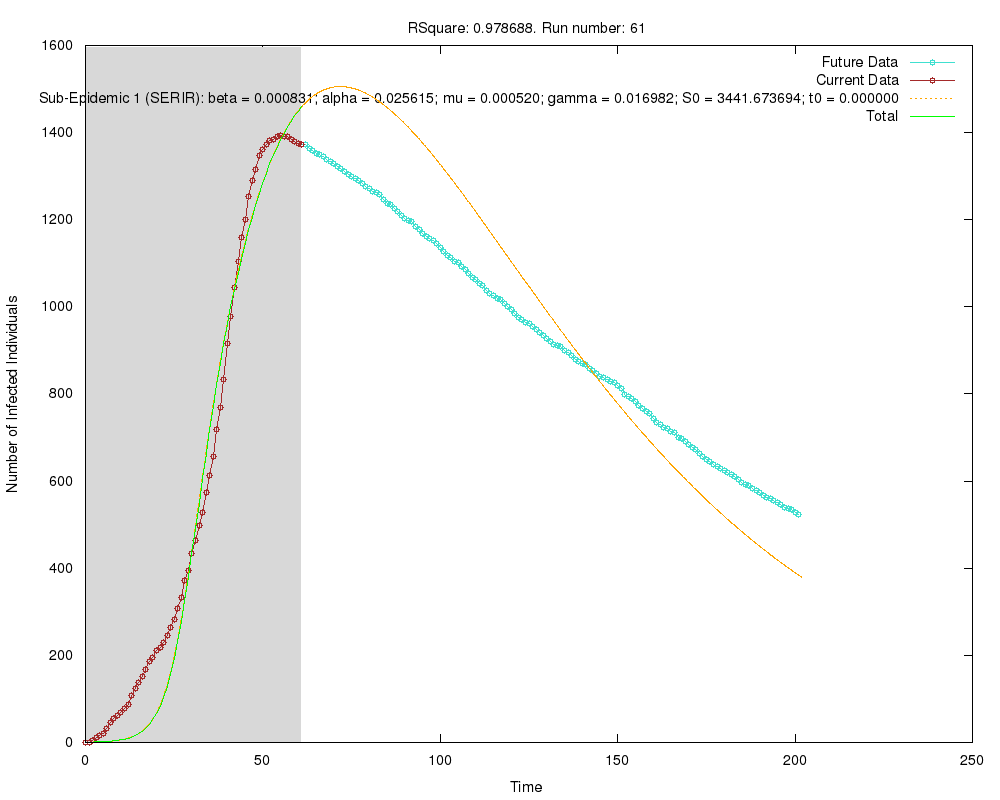 RSquare: 0.978688. Run number: 61
1600
1400
1200
1000
800
600
400
200
0
Future Data
Current Data
Sub-Epidemic 1 (SERIR): beta = 0.000831; alpha = 0.025615; mu = 0.000520; gamma = 0.016982; S0 = 3441.673694; t0 = 0.000000
Total
Number of Infected Individuals
0 50 100 150 200 250
Time